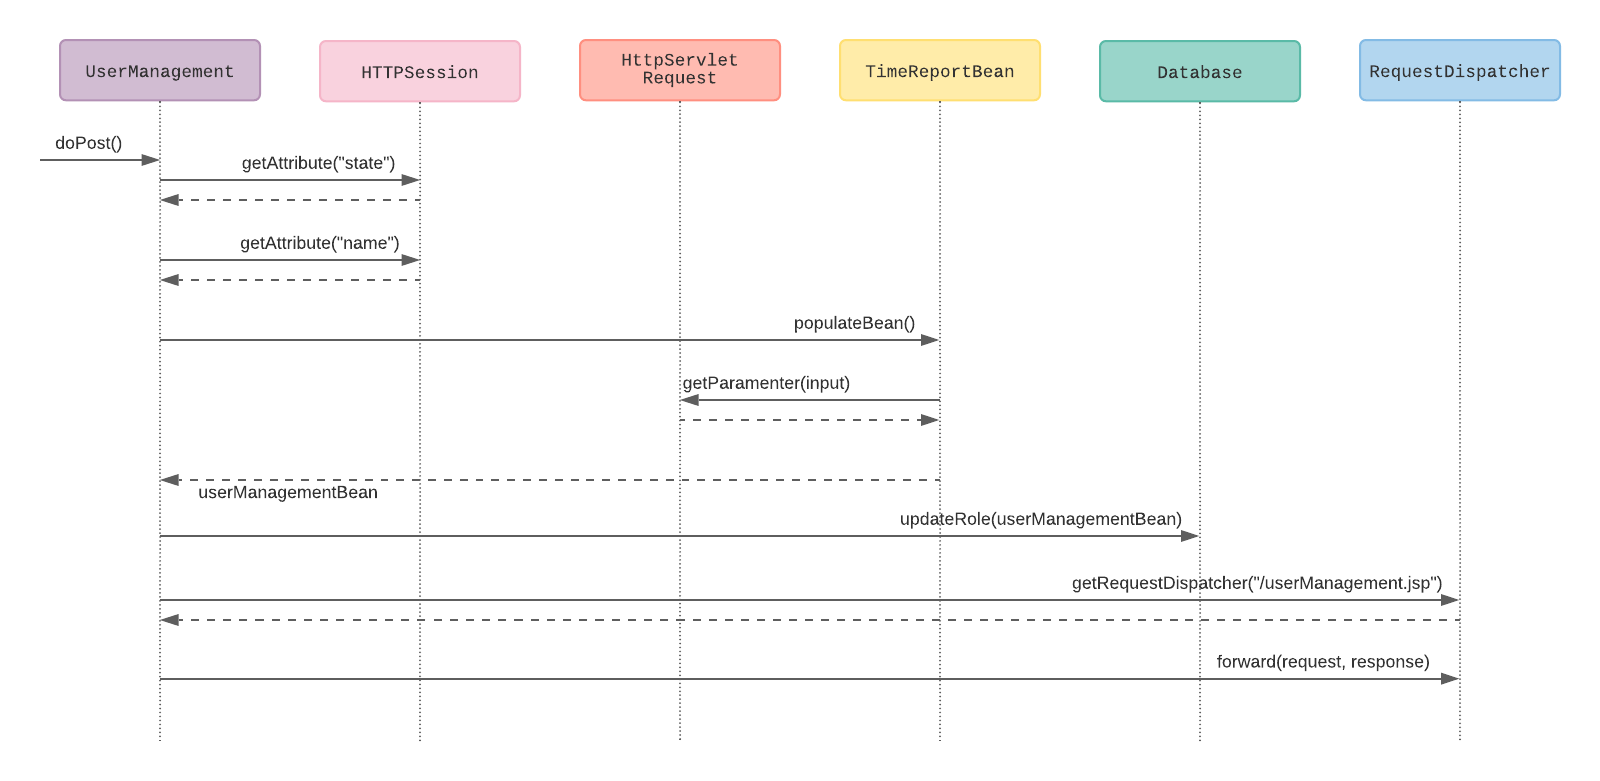 UserManagement
HTTPSession
HttpServlet
Request
TimeReportBean
Database
RequestDispatcher
doPost()
getAttribute("state")
getAttribute("name")
populateBean()
getParamenter(input)
userManagementBean
updateRole(userManagementBean)
getRequestDispatcher("/userManagement.jsp")
forward(request, response)